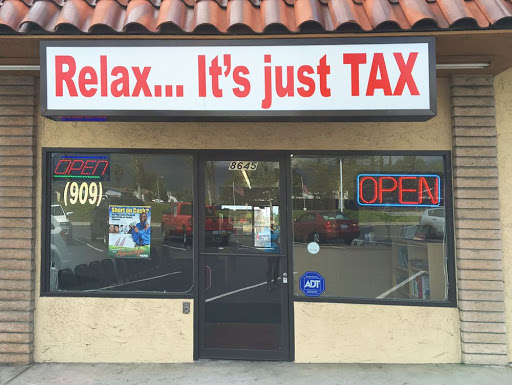 Relax... It's just TAX
8645
OPEN
(909)
Short on Cash?
OPEN
ADT